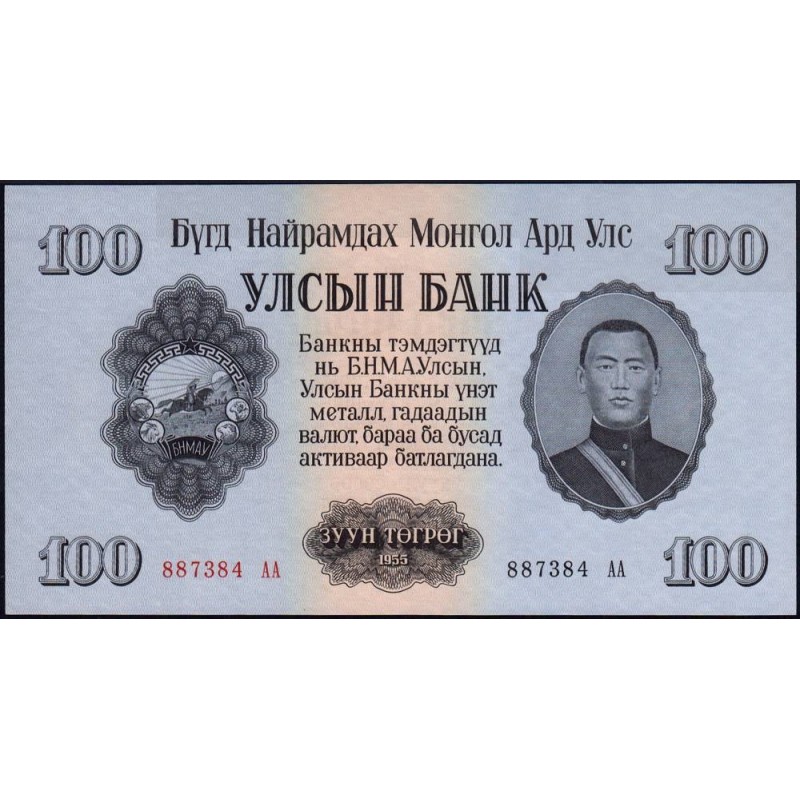 100
Бүгд Найрамдах Монгол Ард Улс
100
УЛСЫН БАНК
Банкны тэмдэгтүүд
нь Б.Н.М.А.Улсын,
Улсын Банкны үнэт
металл, гадаадын
валют, бараа ба бусад
активаар батлагдана.
БНМАУ
ЗУУН ТӨГРӨГ
1955
100
887384 АА
887384 АА
100